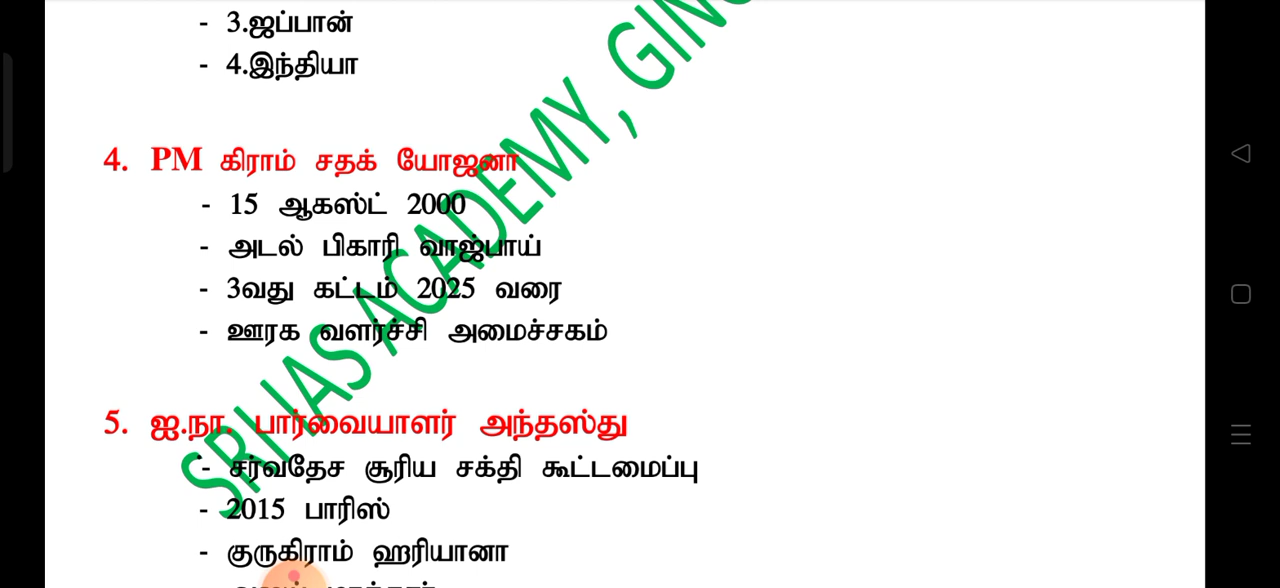 - 3.ஜப்பான்
- 4.இந்தியா
4. PM கிராம் சதக் யோஜனா
- 15 ஆகஸ்ட் 2000
- அடல் பிகாரி வாஜ்பாய்
- 3வது கட்டம் 2025 வரை
- ஊரக வளர்ச்சி அமைச்சகம்
5. ஐ.நா. பார்வையாளர் அந்தஸ்து
- சர்வதேச சூரிய சக்தி கூட்டமைப்பு
- 2015 பாரிஸ்
- குருகிராம் ஹரியானா
SRI IAS ACADEMY, GING